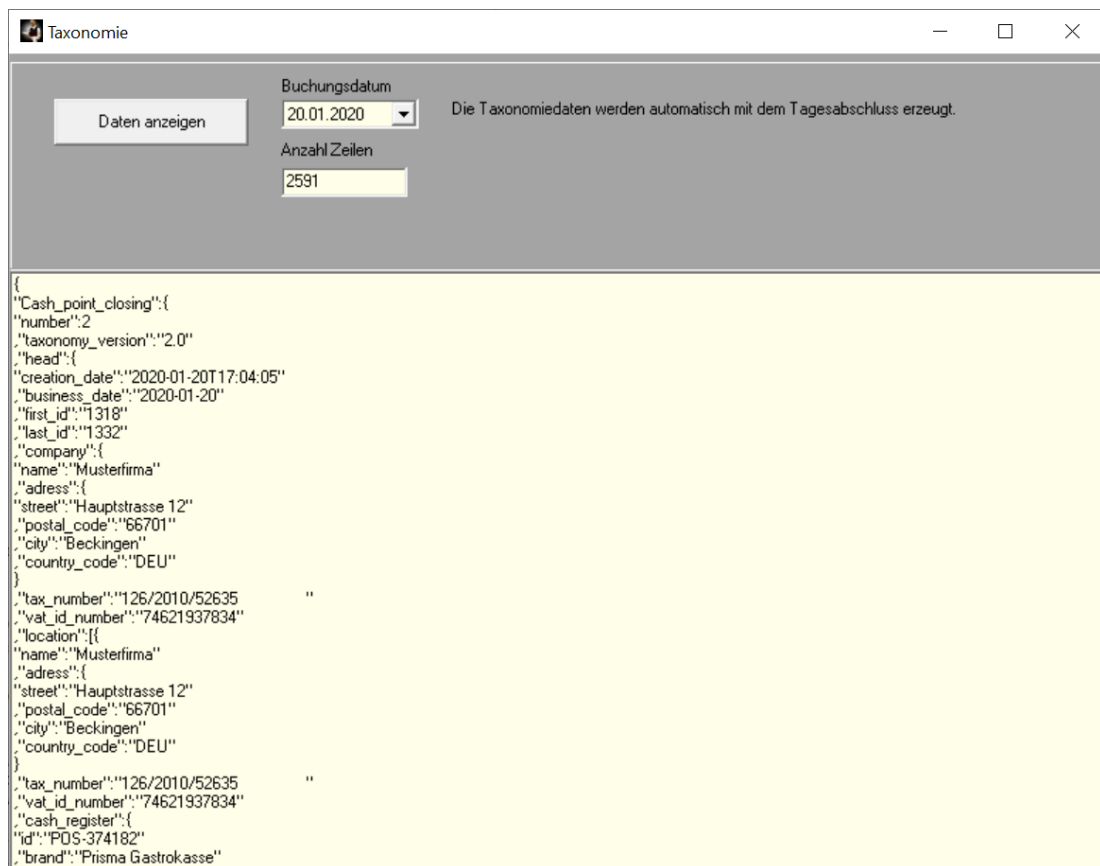 Taxonomie
Buchungsdatum
Daten anzeigen
20.01.2020
Die Taxonomiedaten werden automatisch mit dem Tagesabschluss erzeugt.
Anzahl Zeilen
2591
{
"Cash_point_closing":{
"number":2
,"taxonomy_version":"2.0"
,"head":{
"creation_date":"2020-01-20T17:04:05"
,"business_date":"2020-01-20"
,"first_id":"1318"
,"last_id":"1332"
,"company":{
"name":"Musterfirma"
,"adress":{
"street":"Hauptstrasse 12"
,"postal_code":"66701"
,"city":"Beckingen"
,"country_code":"DEU"
}
,"tax_number":"126/2010/52635             "
,"vat_id_number":"74621937834"
,"location":[{
"name":"Musterfirma"
,"adress":{
"street":"Hauptstrasse 12"
,"postal_code":"66701"
,"city":"Beckingen"
,"country_code":"DEU"
}
,"tax_number":"126/2010/52635             "
,"vat_id_number":"74621937834"
,"cash_register":{
"id":"POS-374182"
,"brand":"Prisma Gastrokasse"